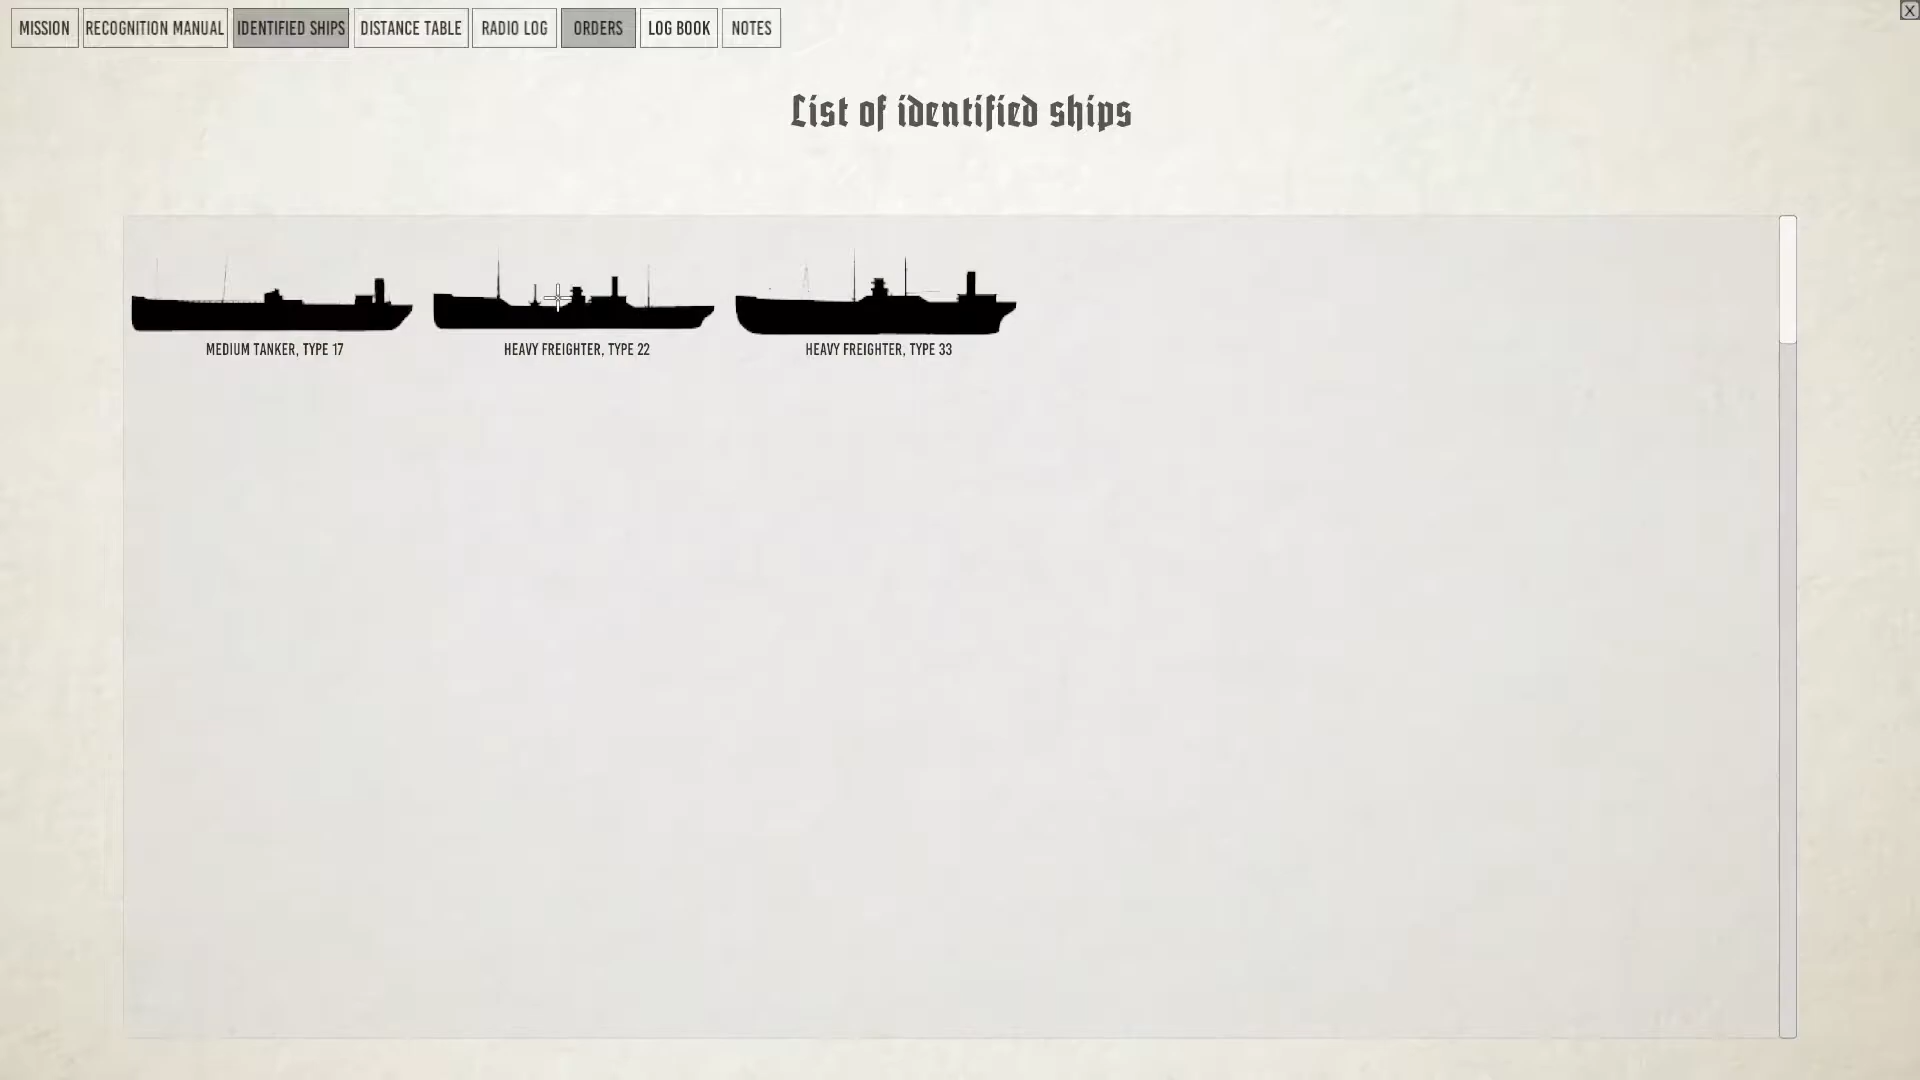 MISSION RECOGNITION MANUAL IDENTIFIED SHIPS DISTANCE TABLE RADIO LOG ORDERS LOG BOOK NOTES X
List of identified ships
MEDIUM TANKER, TYPE 17 HEAVY FREIGHTER, TYPE 22 HEAVY FREIGHTER, TYPE 33